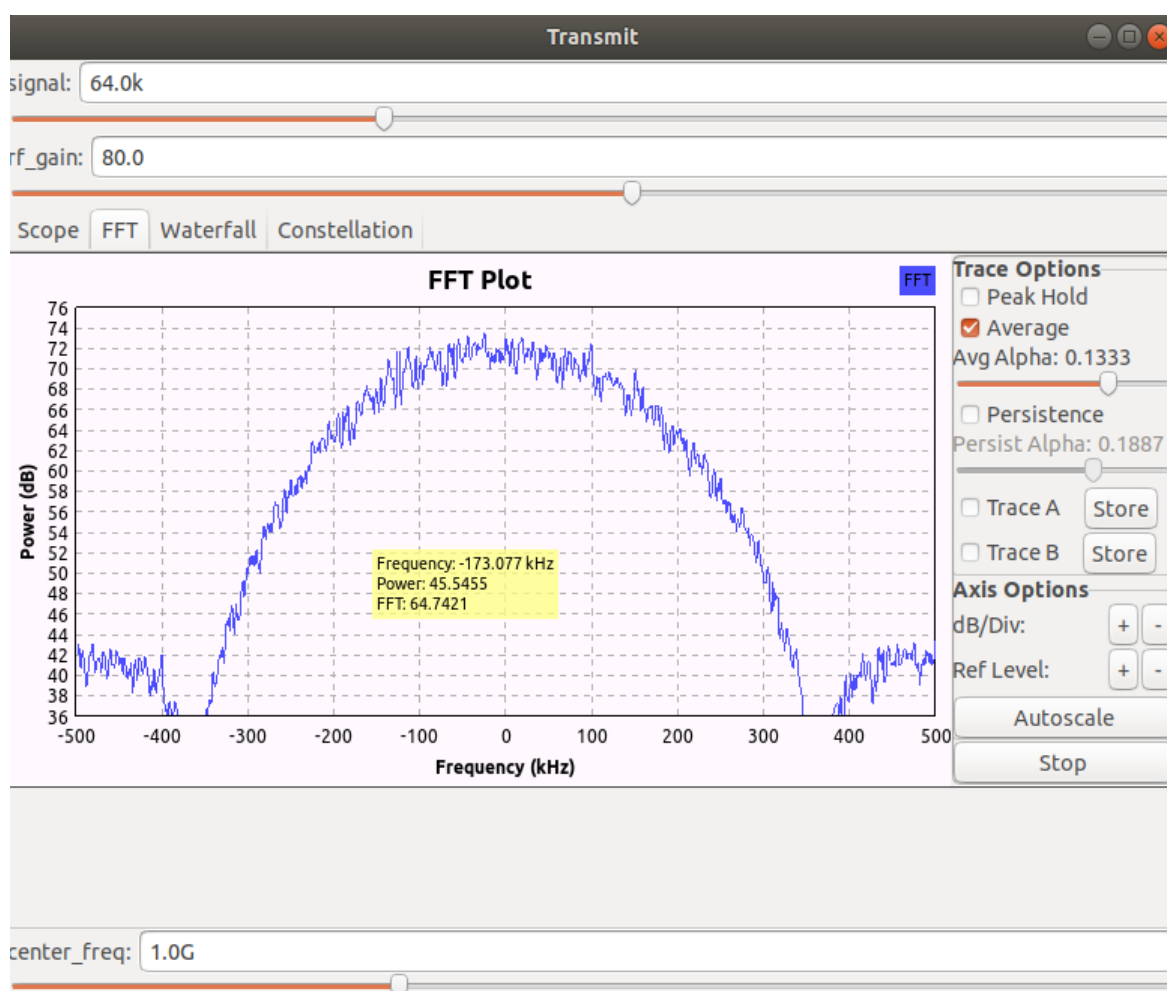 Transmit
signal: 64.0k
rf_gain: 80.0
Scope FFT Waterfall Constellation
FFT Plot
FFT
76
74
72
70
68
66
64
62
60
58
56
54
52
50
48
46
44
42
40
38
36
Power (dB)
Frequency: -173.077 kHz
Power: 45.5455
FFT: 64.7421
-500 -400 -300 -200 -100 0 100 200 300 400 500
Frequency (kHz)
Trace Options
Peak Hold
Average
Avg Alpha: 0.1333
Persistence
Persist Alpha: 0.1887
Trace A Store
Trace B Store
Axis Options
dB/Div: + -
Ref Level: + -
Autoscale
Stop
center_freq: 1.0G